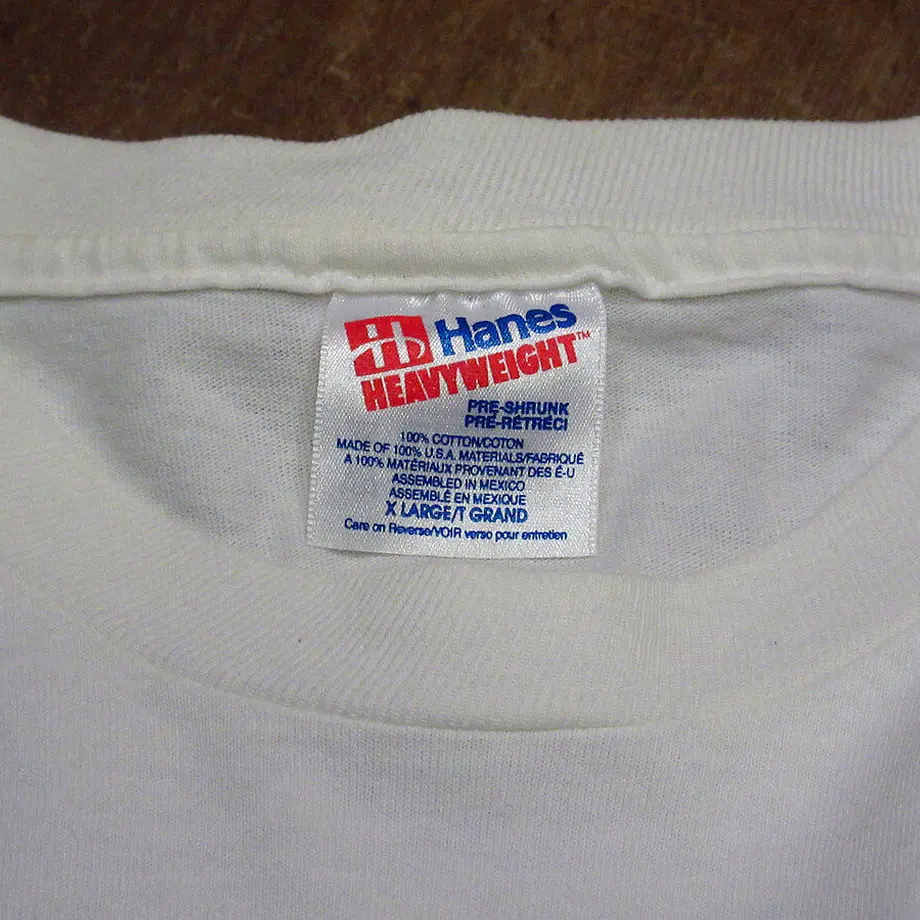 Hanes
HEAVYWEIGHT™
PRE-SHRUNK
PRÉ-RÉTRÉCI
100% COTTON/COTON
MADE OF 100% U.S.A. MATERIALS/FABRIQUÉ
A 100% MATÉRIAUX PROVENANT DES É-U
ASSEMBLED IN MEXICO
ASSEMBLÉ EN MEXIQUE
X LARGE/T GRAND
Care on Reverse/VOIR verso pour entretien